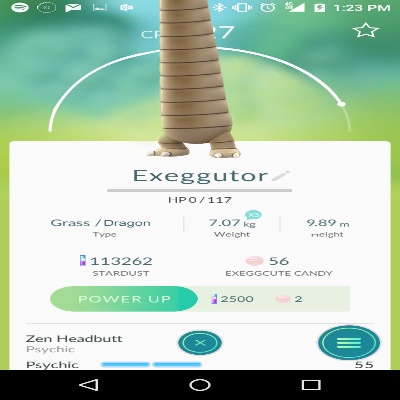 1:23 PM
CP 27
Exeggutor
HP 0 / 117
Grass / Dragon
Type
XS
7.07 kg
Weight
9.89 m
Height
113262
STARDUST
56
EXEGGCUTE CANDY
POWER UP
2500
2
Zen Headbutt
Psychic
Psychic
55